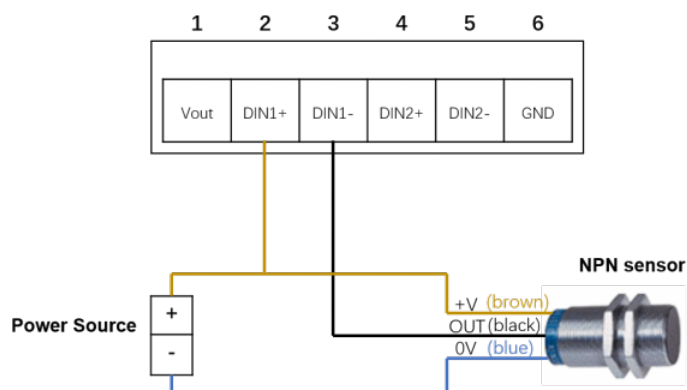 1 2 3 4 5 6
Vout DIN1+ DIN1- DIN2+ DIN2- GND
NPN sensor
+V (brown)
+
Power Source
OUT(black)
-
0V (blue)